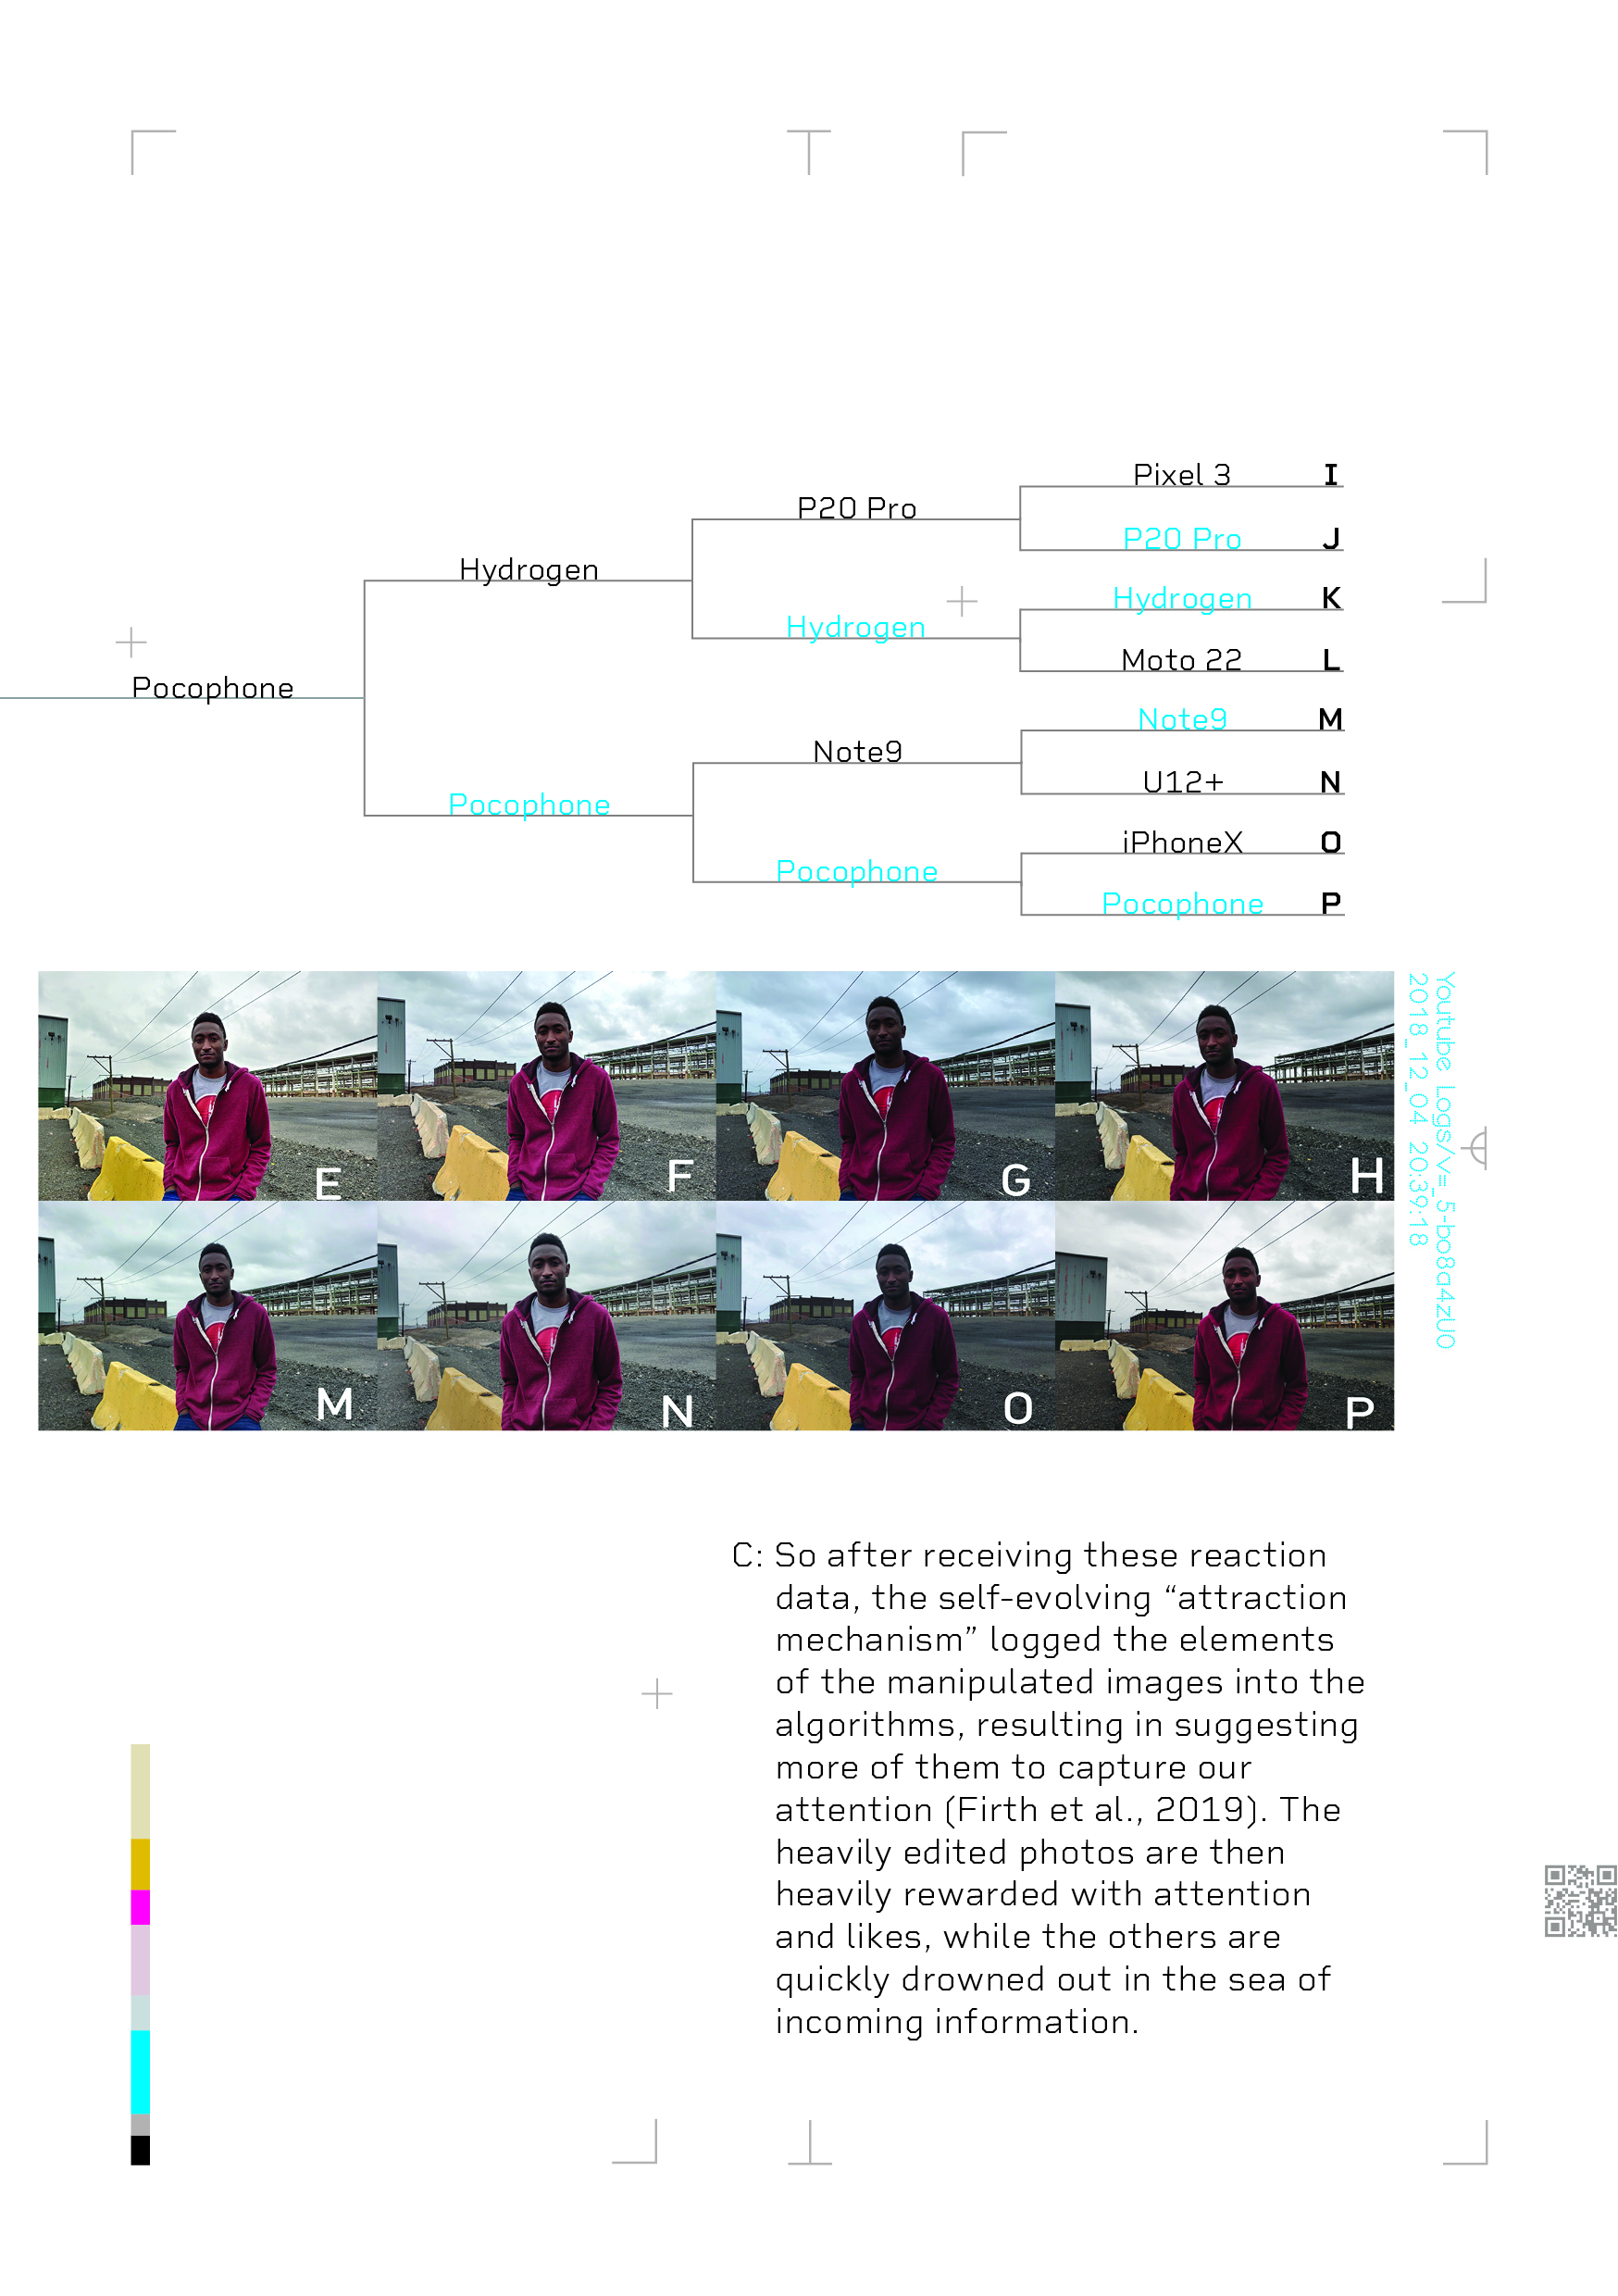 Pixel 3 I
P20 Pro
P20 Pro J
Hydrogen
Hydrogen K
Hydrogen
Moto 22 L
Pocophone
Note9 M
Note9
U12+ N
Pocophone
iPhoneX O
Pocophone
Pocophone P
E F G H
M N O P
Youtube Logs/v=_5-bo8a4zU0
2018_12_04 20:39:18
C: So after receiving these reaction
data, the self-evolving “attraction
mechanism” logged the elements
of the manipulated images into the
algorithms, resulting in suggesting
more of them to capture our
attention (Firth et al., 2019). The
heavily edited photos are then
heavily rewarded with attention
and likes, while the others are
quickly drowned out in the sea of
incoming information.